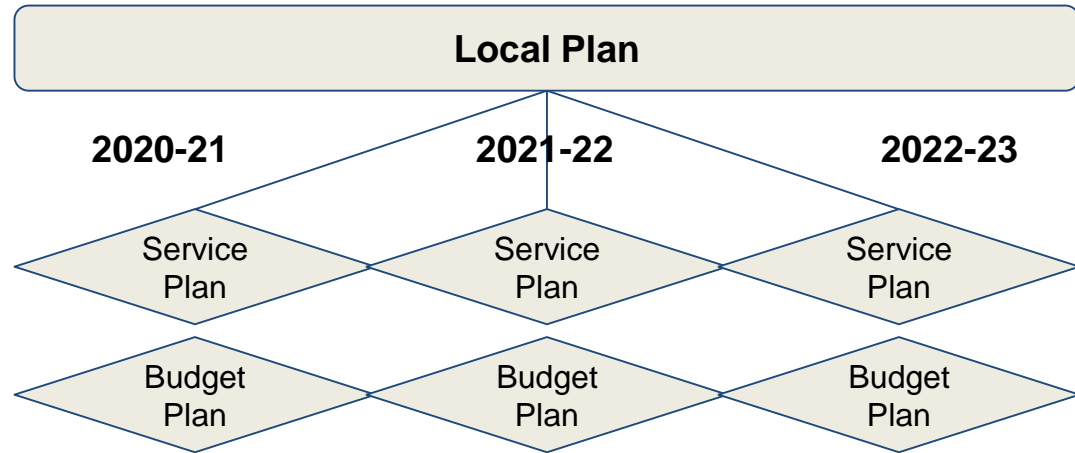 Local Plan
2020-21 2021-22 2022-23
Service Service Service
Plan Plan Plan
Budget Budget Budget
Plan Plan Plan